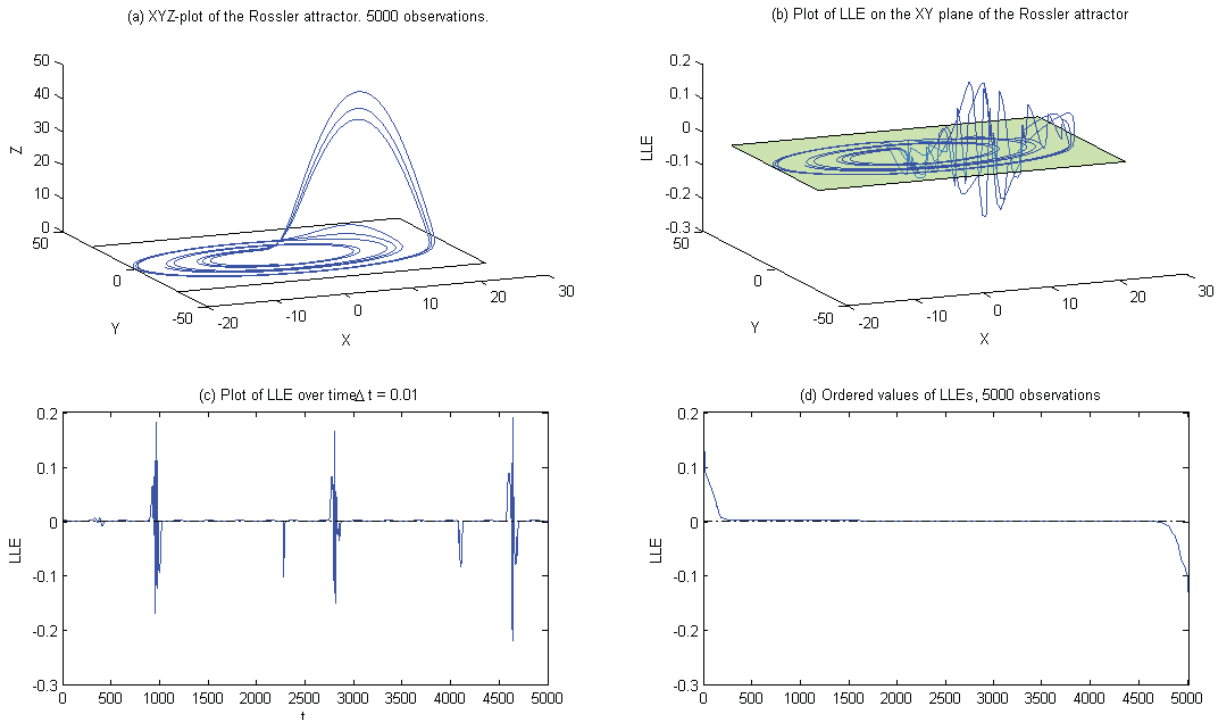 (a) XYZ-plot of the Rossler attractor. 5000 observations.
50
40
30
20
10
0
Z
50
0
-50
Y
-20
-10
0
10
20
30
X
(b) Plot of LLE on the XY plane of the Rossler attractor
0.2
0.1
0
-0.1
-0.2
-0.3
LLE
50
0
-50
Y
-20
-10
0
10
20
30
X
(c) Plot of LLE over time Δ t = 0.01
0.2
0.1
0
-0.1
-0.2
-0.3
LLE
0 500 1000 1500 2000 2500 3000 3500 4000 4500 5000
t
(d) Ordered values of LLEs, 5000 observations
0.2
0.1
0
-0.1
-0.2
-0.3
LLE
0 500 1000 1500 2000 2500 3000 3500 4000 4500 5000